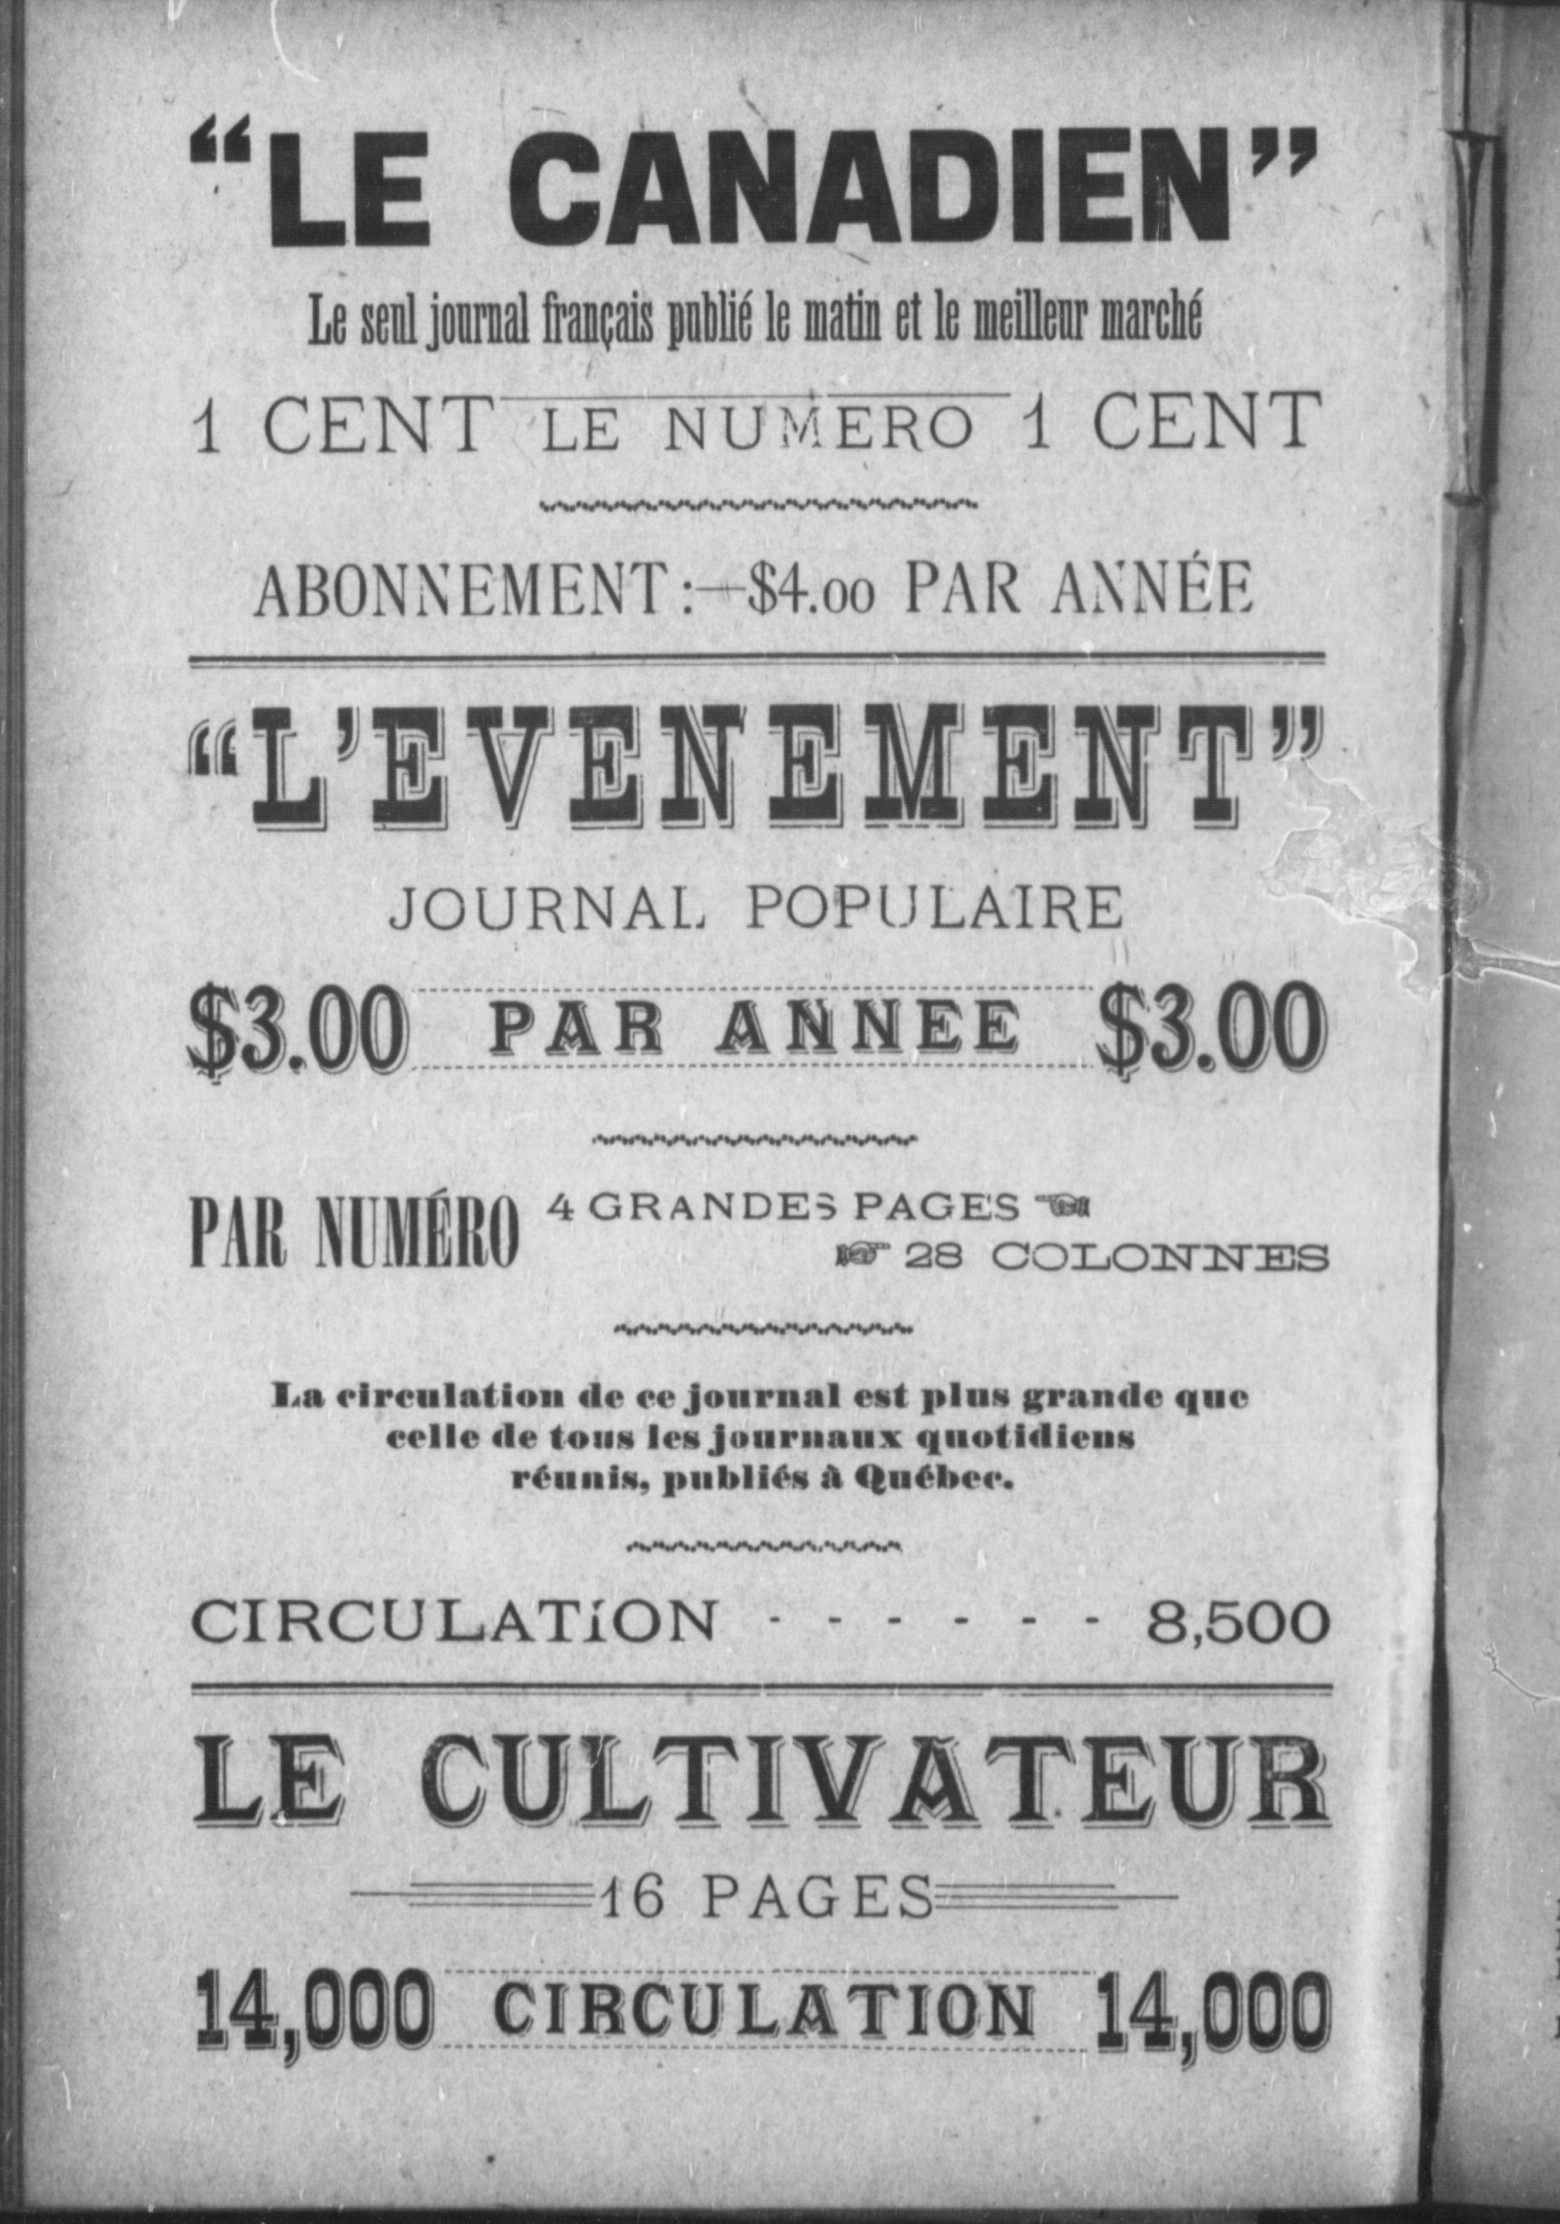 “LE CANADIEN”
Le seul journal français publié le matin et le meilleur marché
1 CENT LE NUMERO 1 CENT
ABONNEMENT :—$4.00 PAR ANNÉE
“L’EVENEMENT”
JOURNAL POPULAIRE
$3.00 PAR ANNEE $3.00
PAR NUMÉRO 4 GRANDES PAGES ☜
☞ 28 COLONNES
La circulation de ce journal est plus grande que
celle de tous les journaux quotidiens
réunis, publiés à Québec.
CIRCULATíON - - - - - - 8,500
LE CULTIVATEUR
16 PAGES
14,000 CIRCULATION 14,000